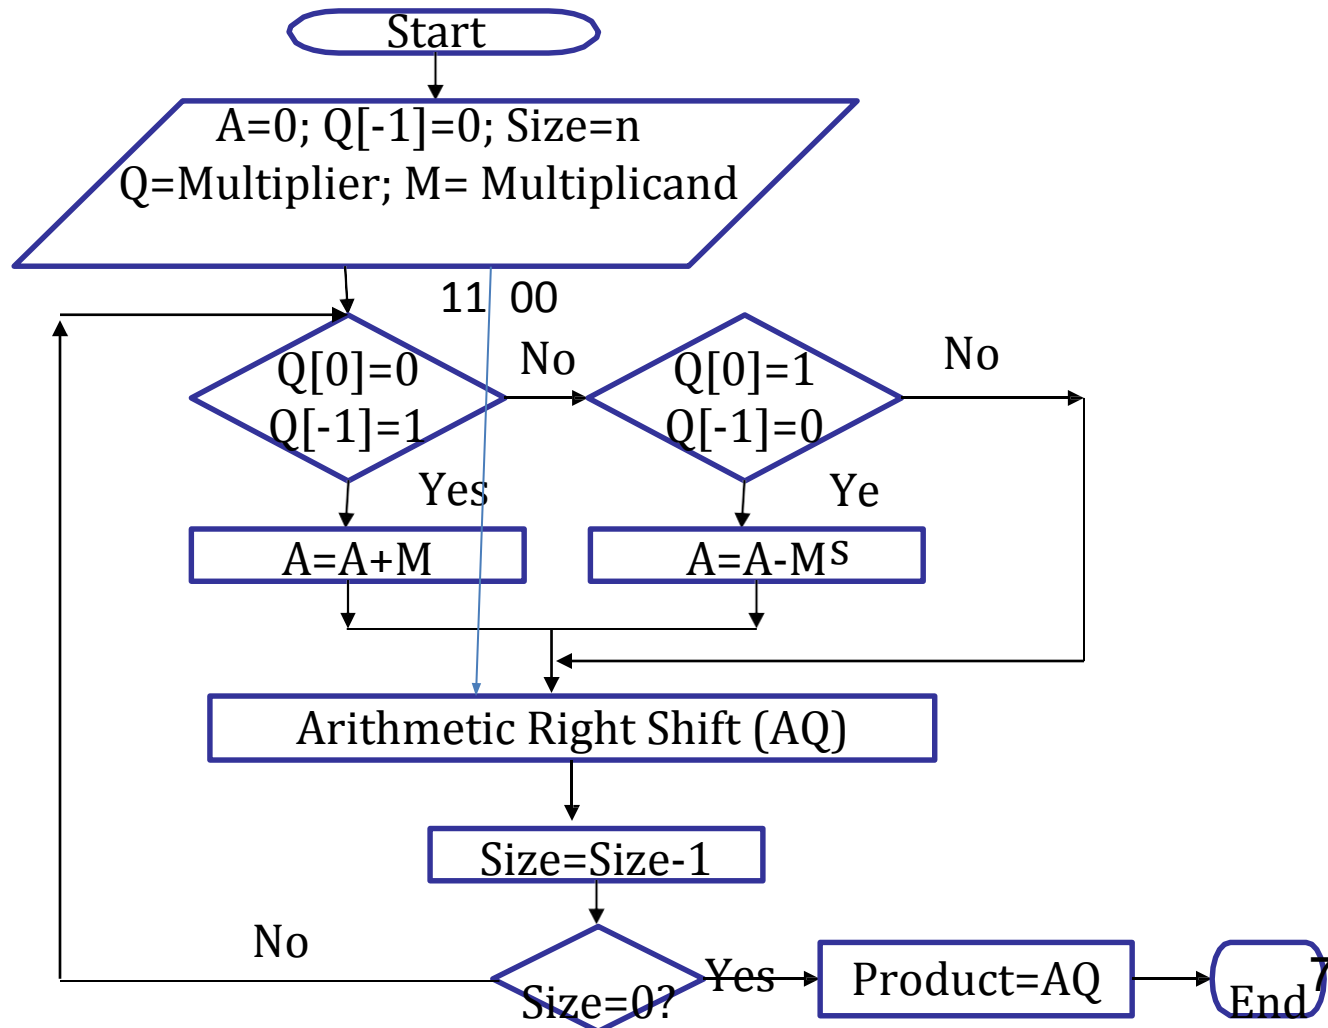 Start
A=0; Q[-1]=0; Size=n
Q=Multiplier; M= Multiplicand
11 00
Q[0]=0
Q[-1]=1
No
Q[0]=1
Q[-1]=0
No
Yes
Ye
s
A=A+M
A=A-M
Arithmetic Right Shift (AQ)
Size=Size-1
No
Size=0?
Yes
Product=AQ
End
7